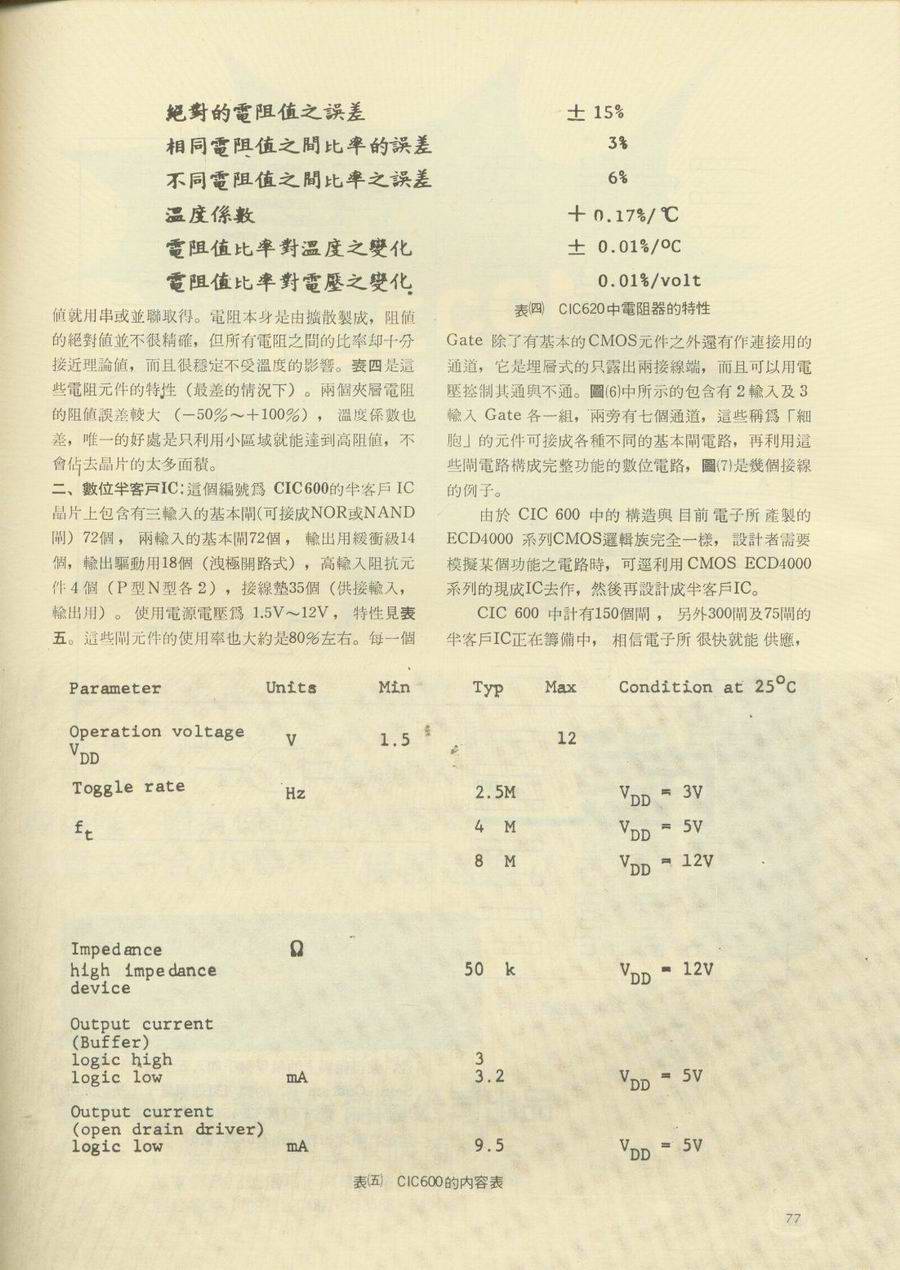 絕對的電阻值之誤差 ± 15%
相同電阻值之間比率的誤差 3%
不同電阻值之間比率之誤差 6%
溫度係數 + 0.17%/℃
電阻值比率對溫度之變化 ± 0.01%/ºC
電阻值比率對電壓之變化 0.01%/volt
表㈣ CIC620中電阻器的特性
値就用串或並聯取得。電阻本身是由擴散製成，阻値
的絕對値並不很精確，但所有電阻之間的比率却十分
接近理論値，而且很穩定不受溫度的影響。表四是這
些電阻元件的特性（最差的情況下）。兩個夾層電阻
的阻値誤差較大（－50%～＋100%），溫度係數也
差，唯一的好處是只利用小區域就能達到高阻値，不
會佔去晶片的太多面積。
二、數位半客戸IC：這個編號爲 CIC600的半客戶 IC
晶片上包含有三輸入的基本閘(可接成NOR或NAND
閘）72個，兩輸入的基本閘72個，輸出用緩衝級14
個，輸出驅動用18個（洩極開路式），高輸入阻抗元
件4個（P型N型各2），接線墊35個（供接輸入，
輸出用）。使用電源電壓爲 1.5V～12V，特性見表
五。這些閘元件的使用率也大約是80%左右。每一個
Gate 除了有基本的CMOS元件之外還有作連接用的
通道，它是埋層式的只露出兩接線端，而且可以用電
壓控制其通與不通。圖(6)中所示的包含有2輸入及3
輸入 Gate 各一組，兩旁有七個通道，這些稱爲「細
胞」的元件可接成各種不同的基本閘電路，再利用這
些閘電路構成完整功能的數位電路，圖(7)是幾個接線
的例子。
由於 CIC 600 中的構造與目前電子所產製的
ECD4000 系列CMOS邏輯族完全一樣，設計者需要
模擬某個功能之電路時，可逕利用 CMOS ECD4000
系列的現成IC去作，然後再設計成半客戶IC。
CIC 600 中計有150個閘，另外300閘及75閘的
半客戶IC正在籌備中，相信電子所很快就能供應，
Parameter Units Min Typ Max Condition at 25°C
Operation voltage V 1.5 12
VDD
Toggle rate Hz 2.5M VDD = 3V
ft 4 M VDD = 5V
8 M VDD = 12V
Impedance Ω
high impedance 50 k VDD = 12V
device
Output current
(Buffer)
logic high 3
logic low mA 3.2 VDD = 5V
Output current
(open drain driver)
logic low mA 9.5 VDD = 5V
表㈤ CIC600的内容表
77